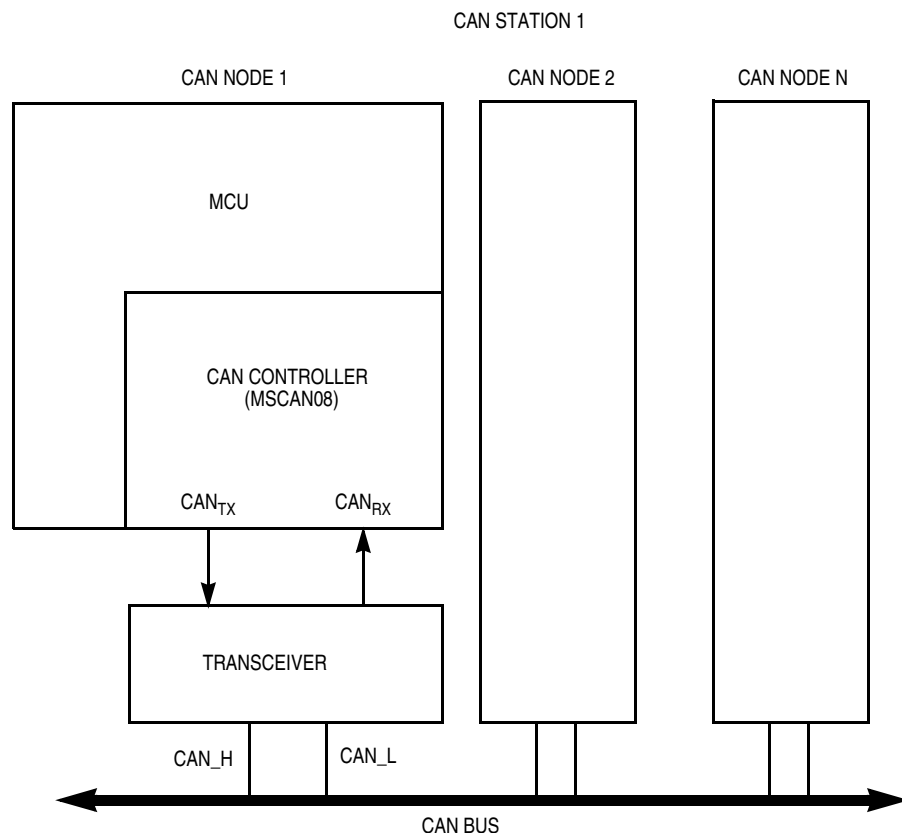 CAN STATION 1
CAN NODE 1
CAN NODE 2
CAN NODE N
MCU
CAN CONTROLLER
(MSCAN08)
CANTX
CANRX
TRANSCEIVER
CAN_H
CAN_L
CAN BUS